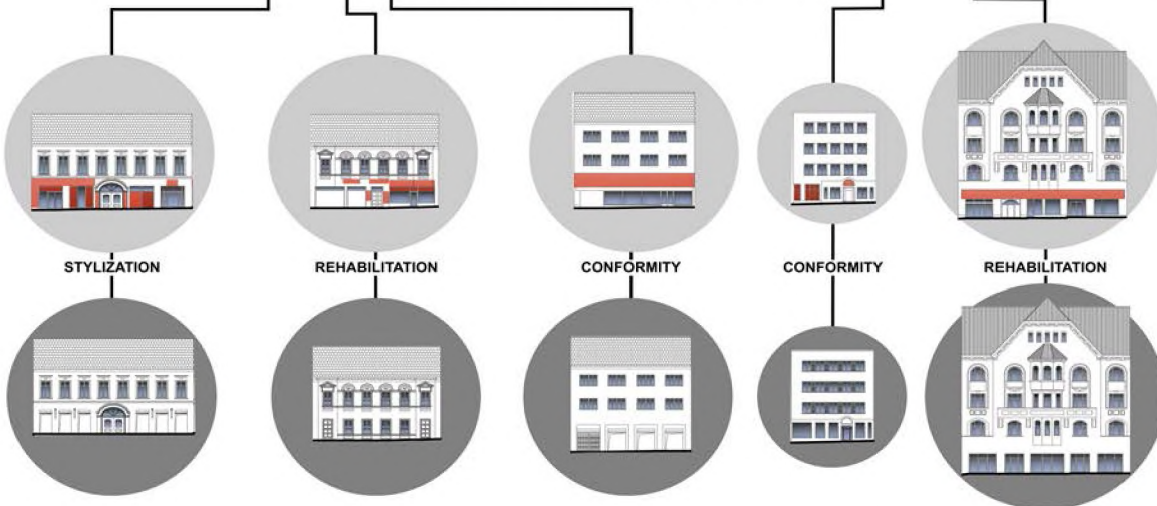 STYLIZATION
REHABILITATION
CONFORMITY
CONFORMITY
REHABILITATION